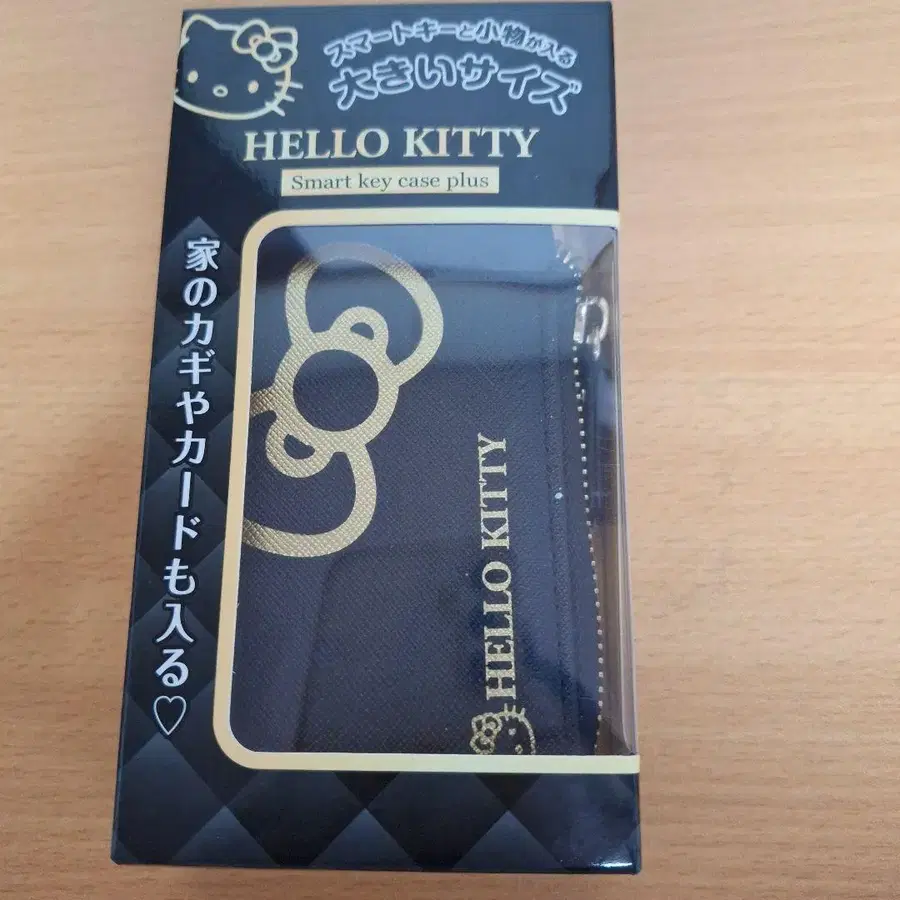 スマートキーと小物が入る
大きいサイズ
HELLO KITTY
Smart key case plus
家のカギやカードも入る♡
HELLO KITTY